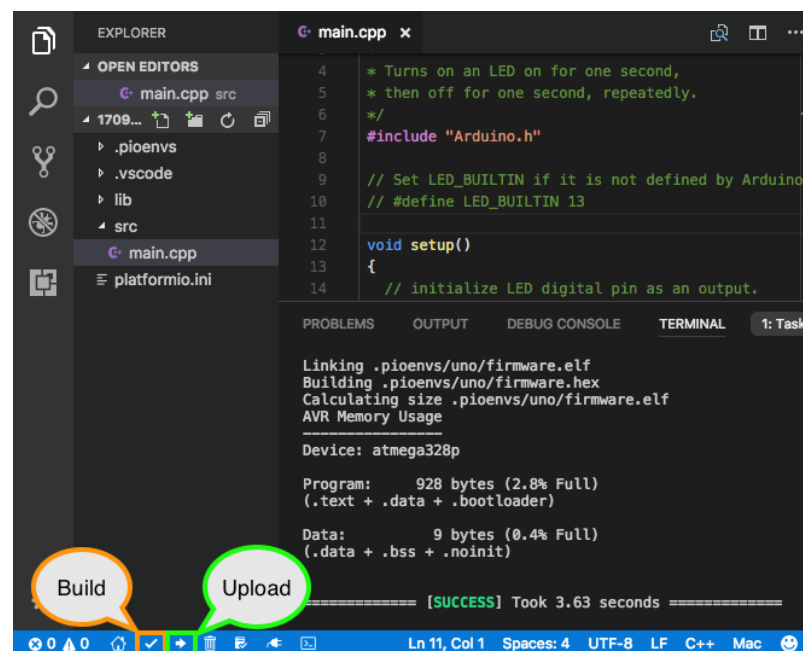 EXPLORER
OPEN EDITORS
main.cpp src
1709...
.pioenvs
.vscode
lib
src
main.cpp
platformio.ini
main.cpp ×
4 * Turns on an LED on for one second,
5 * then off for one second, repeatedly.
6 */
7 #include "Arduino.h"
8
9 // Set LED_BUILTIN if it is not defined by Arduino
10 // #define LED_BUILTIN 13
11
12 void setup()
13 {
14 // initialize LED digital pin as an output.
PROBLEMS OUTPUT DEBUG CONSOLE TERMINAL 1: Task
Linking .pioenvs/uno/firmware.elf
Building .pioenvs/uno/firmware.hex
Calculating size .pioenvs/uno/firmware.elf
AVR Memory Usage
----------------
Device: atmega328p
Program: 928 bytes (2.8% Full)
(.text + .data + .bootloader)
Data: 9 bytes (0.4% Full)
(.data + .bss + .noinit)
============= [SUCCESS] Took 3.63 seconds =============
Build
Upload
0 0 Ln 11, Col 1 Spaces: 4 UTF-8 LF C++ Mac